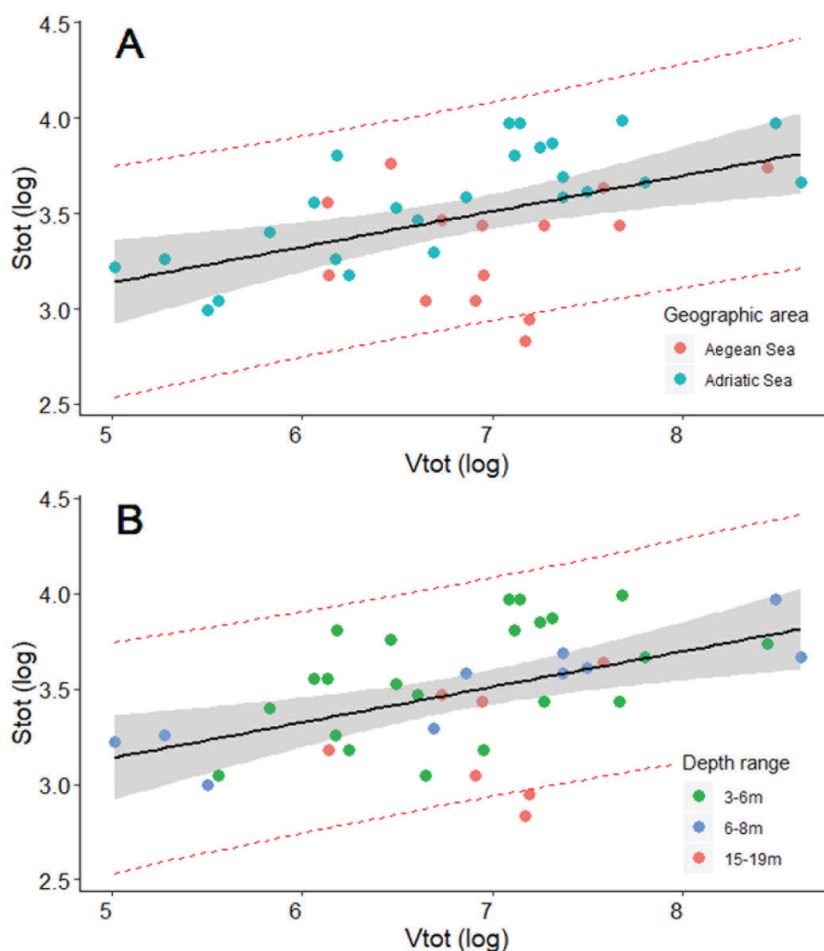 A
4.5
4.0
3.5
3.0
2.5
Stot (log)
Geographic area
Aegean Sea
Adriatic Sea
5 6 7 8
Vtot (log)
B
4.5
4.0
3.5
3.0
2.5
Stot (log)
Depth range
3-6m
6-8m
15-19m
5 6 7 8
Vtot (log)